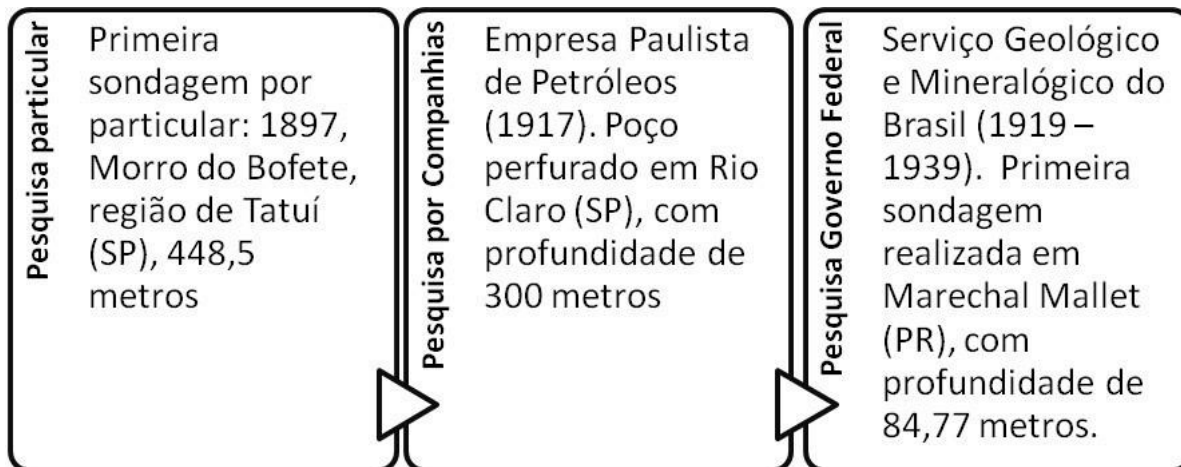 Pesquisa particular
Primeira
sondagem por
particular: 1897,
Morro do Bofete,
região de Tatuí
(SP), 448,5
metros
Pesquisa por Companhias
Empresa Paulista
de Petróleos
(1917). Poço
perfurado em Rio
Claro (SP), com
profundidade de
300 metros
Pesquisa Governo Federal
Serviço Geológico
e Mineralógico do
Brasil (1919 –
1939).  Primeira
sondagem
realizada em
Marechal Mallet
(PR), com
profundidade de
84,77 metros.